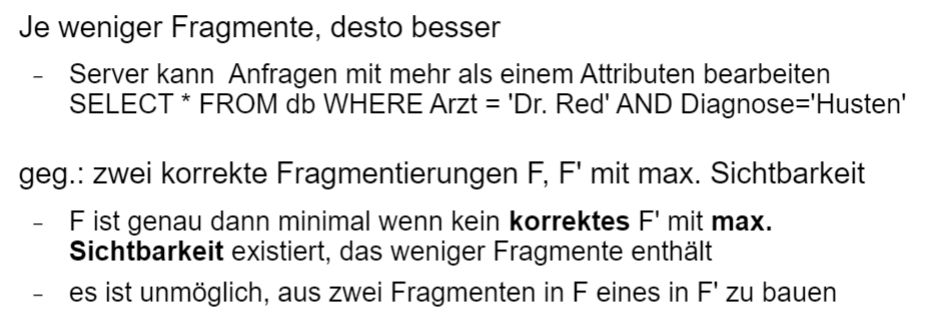 Je weniger Fragmente, desto besser
– Server kann Anfragen mit mehr als einem Attributen bearbeiten
SELECT * FROM db WHERE Arzt = 'Dr. Red' AND Diagnose='Husten'
geg.: zwei korrekte Fragmentierungen F, F' mit max. Sichtbarkeit
– F ist genau dann minimal wenn kein korrektes F' mit max.
Sichtbarkeit existiert, das weniger Fragmente enthält
– es ist unmöglich, aus zwei Fragmenten in F eines in F' zu bauen